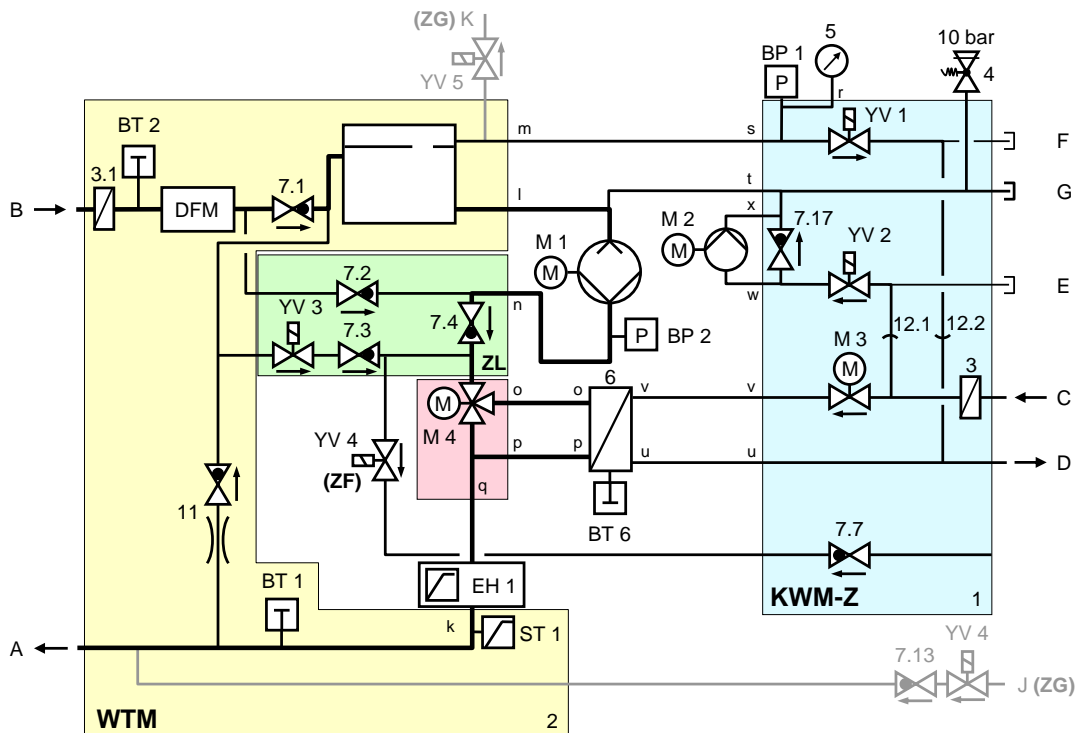 (ZG) K
YV 5
BP 1
P
5
r
10 bar
4
BT 2
3.1
B
DFM
7.1
m
s
YV 1
F
l
t
G
M 1
M
M 2
M
x
7.17
YV 2
w
E
7.2
YV 3
7.3
7.4
n
ZL
P
BP 2
12.1
12.2
M 3
M
3
C
M
M 4
o
o
6
v
v
p
p
u
u
D
YV 4
(ZF)
q
BT 6
11
7.7
BT 1
EH 1
k
ST 1
KWM-Z
1
A
7.13
YV 4
J (ZG)
WTM
2